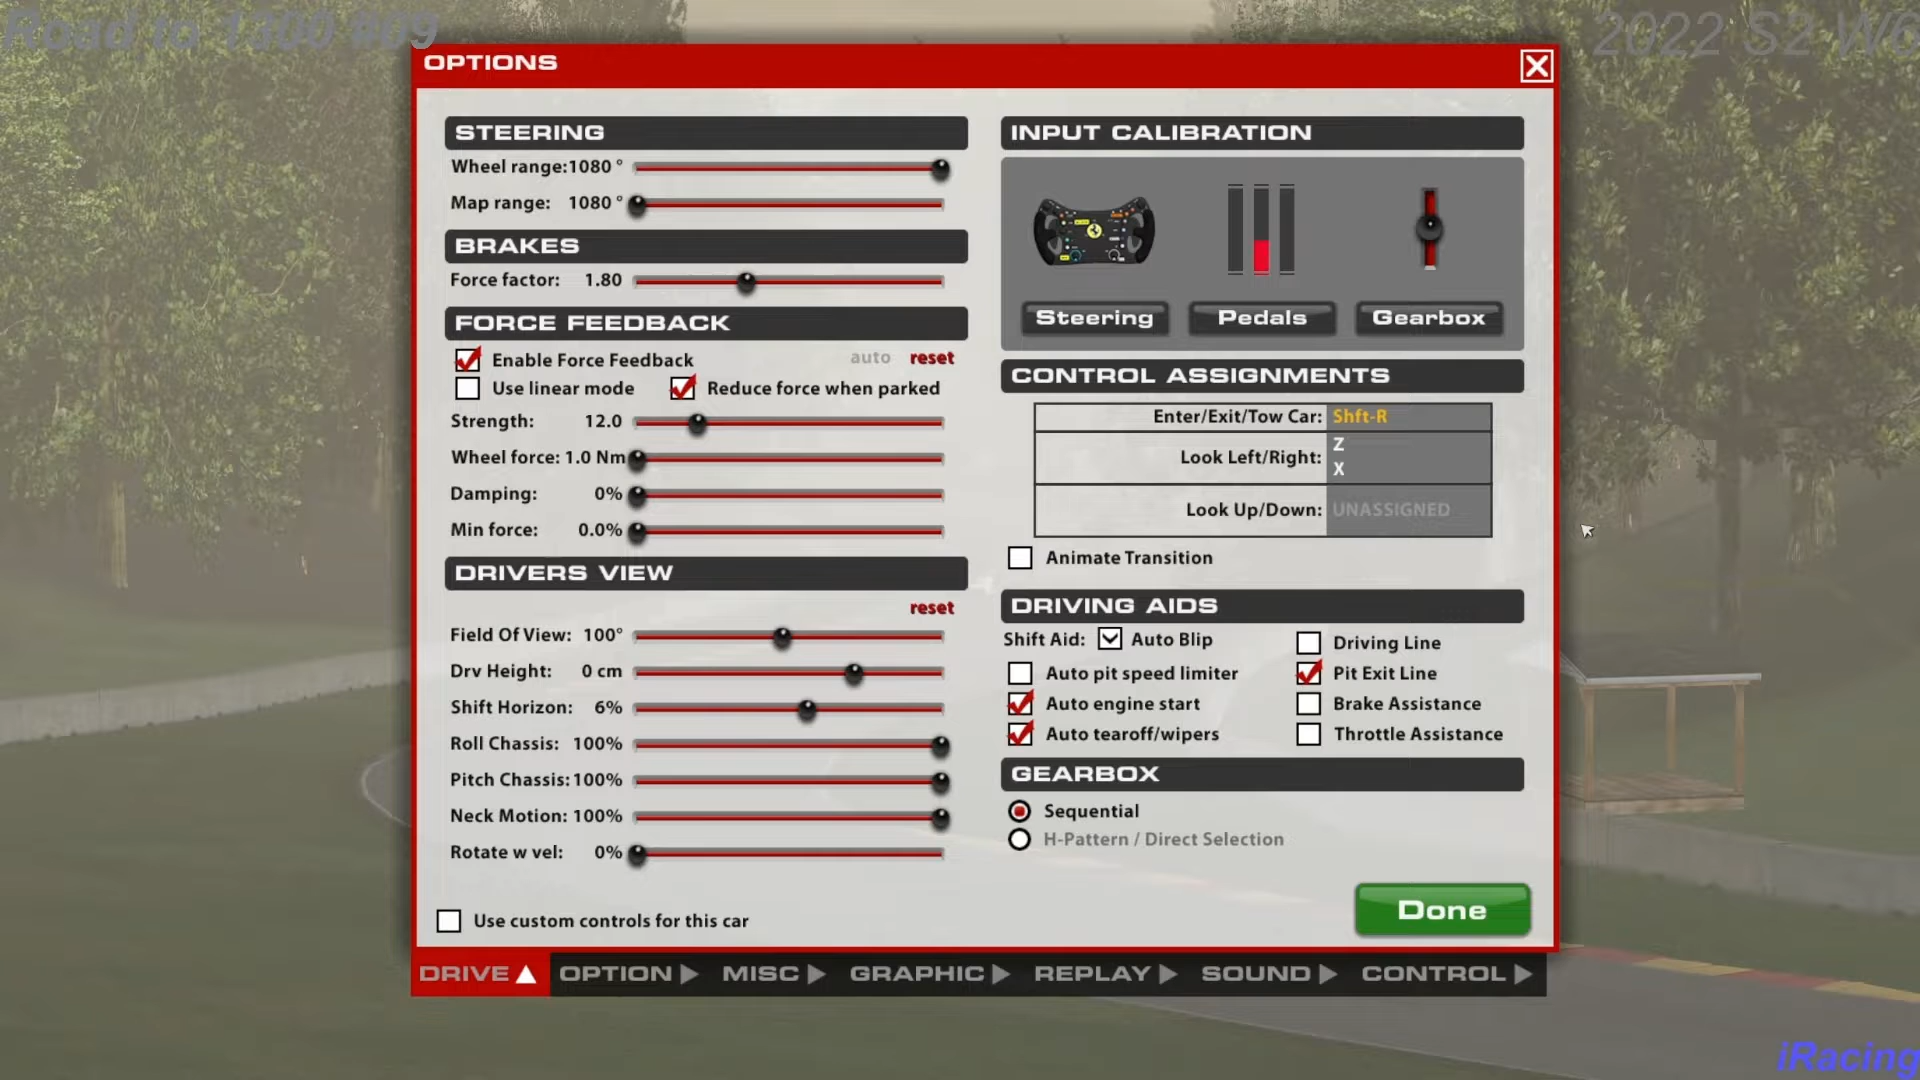 Road to 1300 #09
2022 S2 W6
OPTIONS
STEERING
Wheel range: 1080 °
Map range: 1080 °
BRAKES
Force factor: 1.80
FORCE FEEDBACK
Enable Force Feedback auto reset
Use linear mode Reduce force when parked
Strength: 12.0
Wheel force: 1.0 Nm
Damping: 0%
Min force: 0.0%
DRIVERS VIEW
reset
Field Of View: 100°
Drv Height: 0 cm
Shift Horizon: 6%
Roll Chassis: 100%
Pitch Chassis: 100%
Neck Motion: 100%
Rotate w vel: 0%
Use custom controls for this car
INPUT CALIBRATION
Steering Pedals Gearbox
CONTROL ASSIGNMENTS
Enter/Exit/Tow Car: Shft-R
Look Left/Right: Z
X
Look Up/Down: UNASSIGNED
Animate Transition
DRIVING AIDS
Shift Aid: Auto Blip Driving Line
Auto pit speed limiter Pit Exit Line
Auto engine start Brake Assistance
Auto tearoff/wipers Throttle Assistance
GEARBOX
Sequential
H-Pattern / Direct Selection
Done
DRIVE OPTION MISC GRAPHIC REPLAY SOUND CONTROL
iRacing